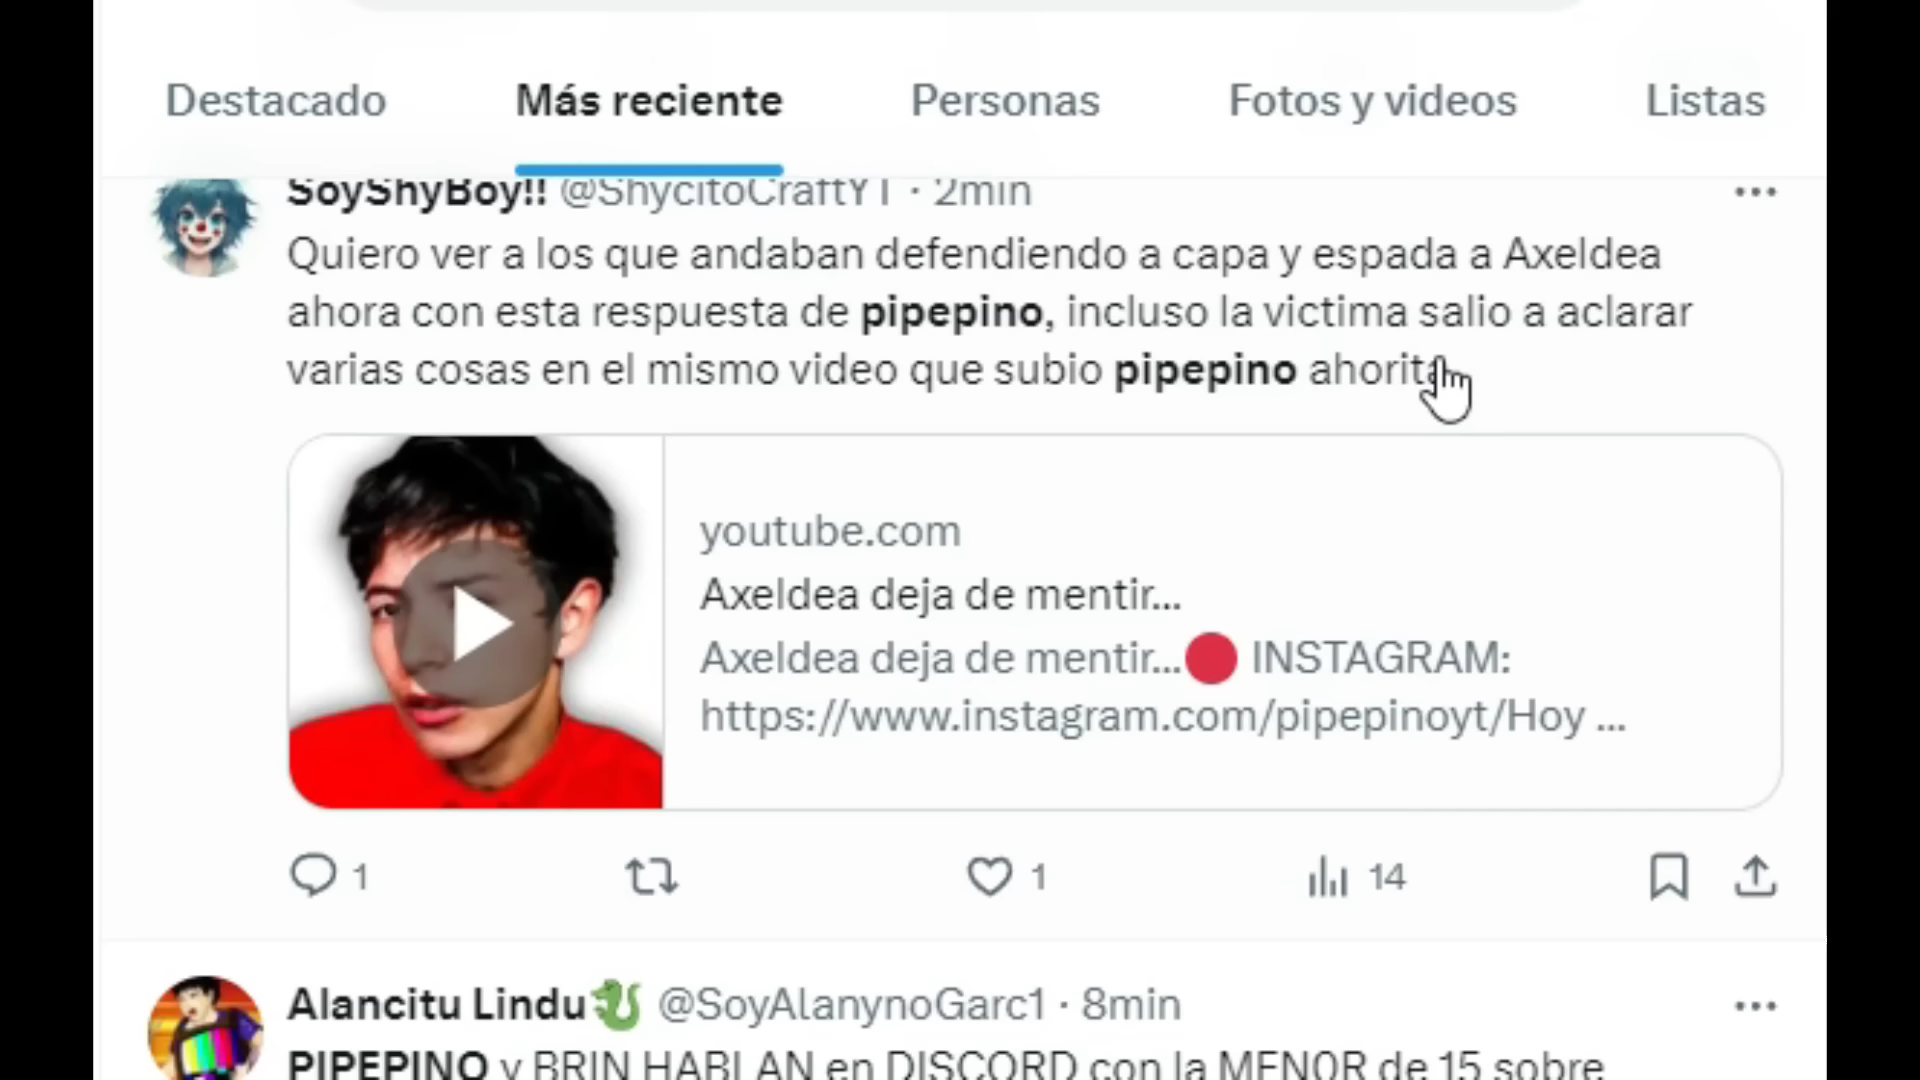 Destacado Más reciente Personas Fotos y videos Listas
SoyShyBoy!! @ShycitoCraftYT · 2min
Quiero ver a los que andaban defendiendo a capa y espada a Axeldea
ahora con esta respuesta de pipepino, incluso la victima salio a aclarar
varias cosas en el mismo video que subio pipepino ahorita
youtube.com
Axeldea deja de mentir...
Axeldea deja de mentir...🔴 INSTAGRAM:
https://www.instagram.com/pipepinoyt/Hoy ...
1 1 14
Alancitu Lindu🐉 @SoyAlanynoGarc1 · 8min
PIPEPINO y BRIN HABLAN en DISCORD con la MENOR de 15 sobre